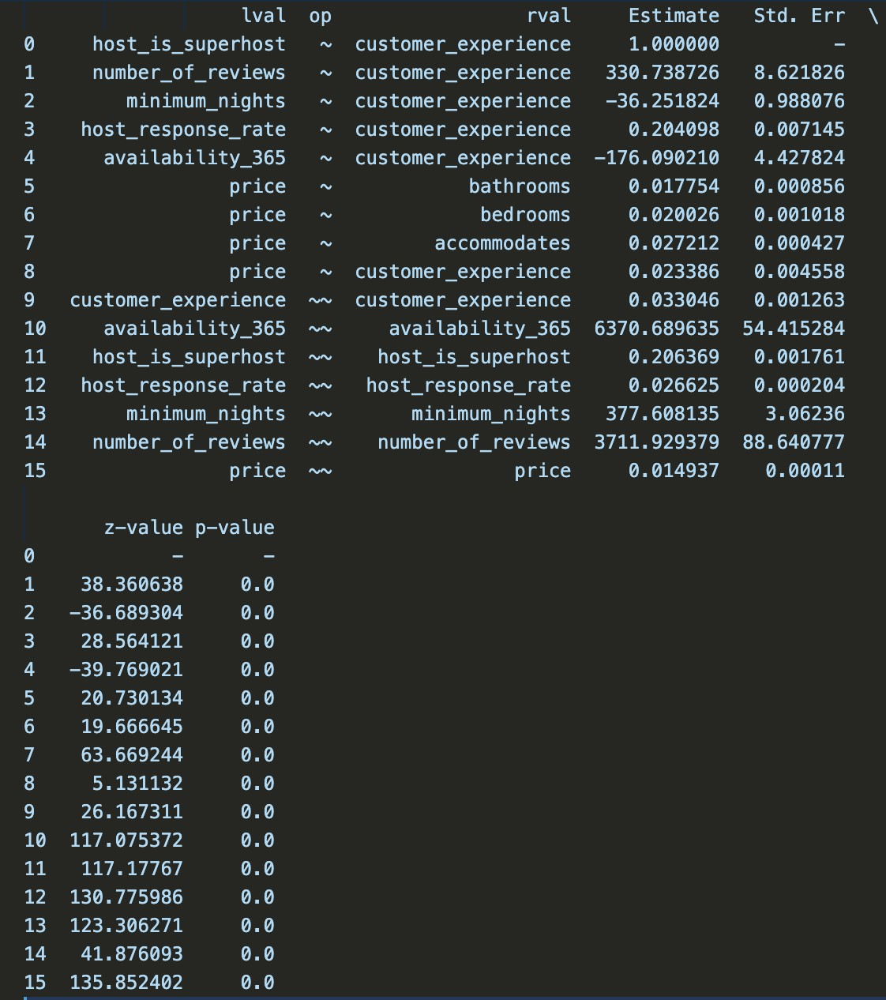 lval op rval Estimate Std. Err \
0 host_is_superhost ~ customer_experience 1.000000 -
1 number_of_reviews ~ customer_experience 330.738726 8.621826
2 minimum_nights ~ customer_experience -36.251824 0.988076
3 host_response_rate ~ customer_experience 0.204098 0.007145
4 availability_365 ~ customer_experience -176.090210 4.427824
5 price ~ bathrooms 0.017754 0.000856
6 price ~ bedrooms 0.020026 0.001018
7 price ~ accommodates 0.027212 0.000427
8 price ~ customer_experience 0.023386 0.004558
9 customer_experience ~~ customer_experience 0.033046 0.001263
10 availability_365 ~~ availability_365 6370.689635 54.415284
11 host_is_superhost ~~ host_is_superhost 0.206369 0.001761
12 host_response_rate ~~ host_response_rate 0.026625 0.000204
13 minimum_nights ~~ minimum_nights 377.608135 3.06236
14 number_of_reviews ~~ number_of_reviews 3711.929379 88.640777
15 price ~~ price 0.014937 0.00011
z-value p-value
0 - -
1 38.360638 0.0
2 -36.689304 0.0
3 28.564121 0.0
4 -39.769021 0.0
5 20.730134 0.0
6 19.666645 0.0
7 63.669244 0.0
8 5.131132 0.0
9 26.167311 0.0
10 117.075372 0.0
11 117.17767 0.0
12 130.775986 0.0
13 123.306271 0.0
14 41.876093 0.0
15 135.852402 0.0